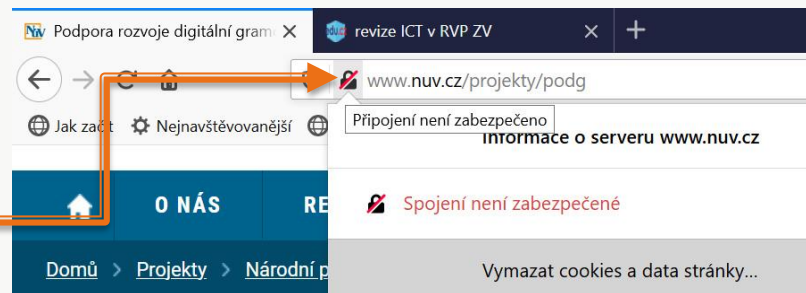 Podpora rozvoje digitální gram
revize ICT v RVP ZV
www.nuv.cz/projekty/podg
Jak začít
Nejnavštěvovanější
Připojení není zabezpečeno
Informace o serveru www.nuv.cz
O NÁS
RE
Spojení není zabezpečené
Domů > Projekty > Národní p
Vymazat cookies a data stránky...